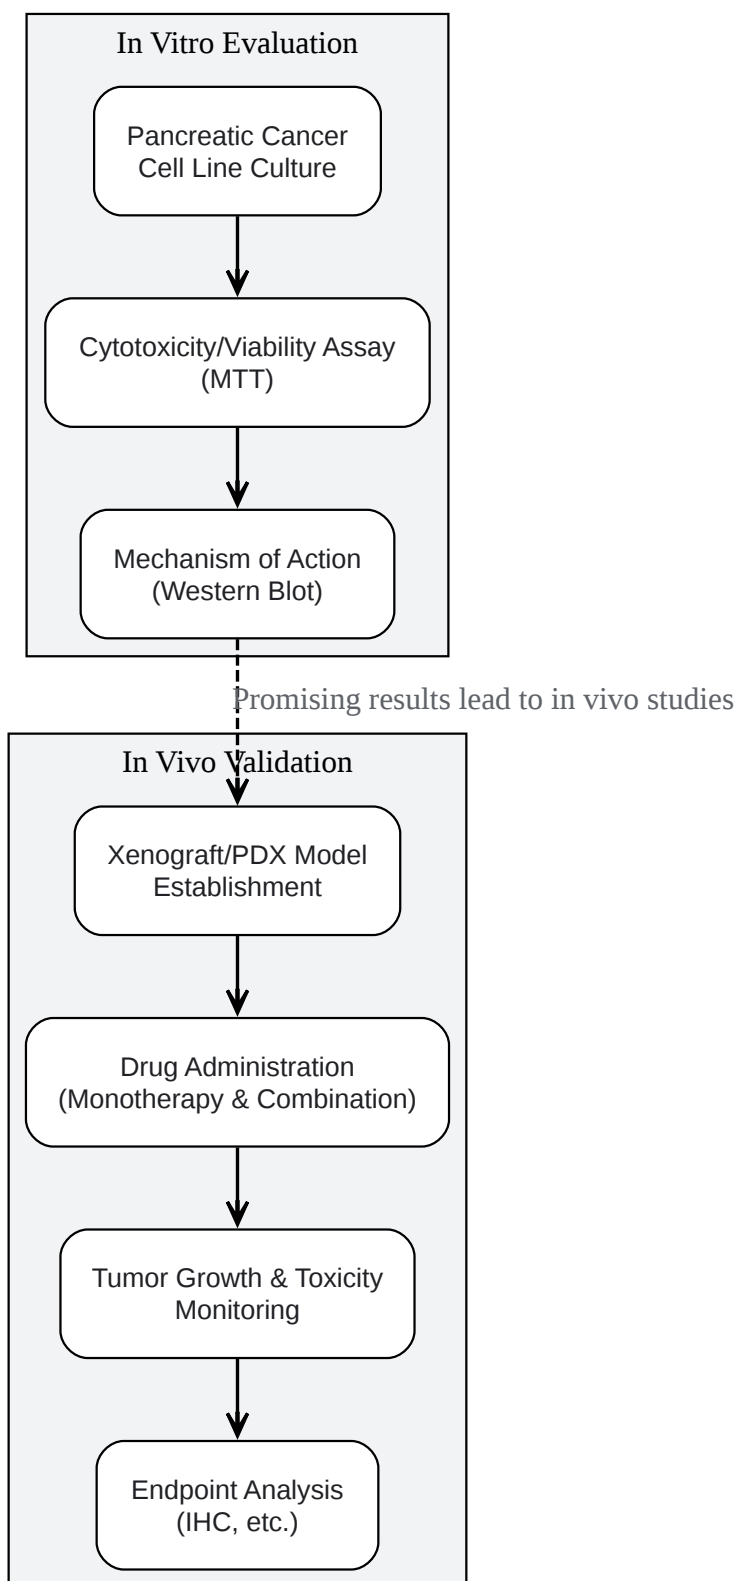 In Vitro Evaluation
Pancreatic Cancer
Cell Line Culture
Cytotoxicity/Viability Assay
(MTT)
Mechanism of Action
(Western Blot)
Promising results lead to in vivo studies
In Vivo Validation
Xenograft/PDX Model
Establishment
Drug Administration
(Monotherapy & Combination)
Tumor Growth & Toxicity
Monitoring
Endpoint Analysis
(IHC, etc.)